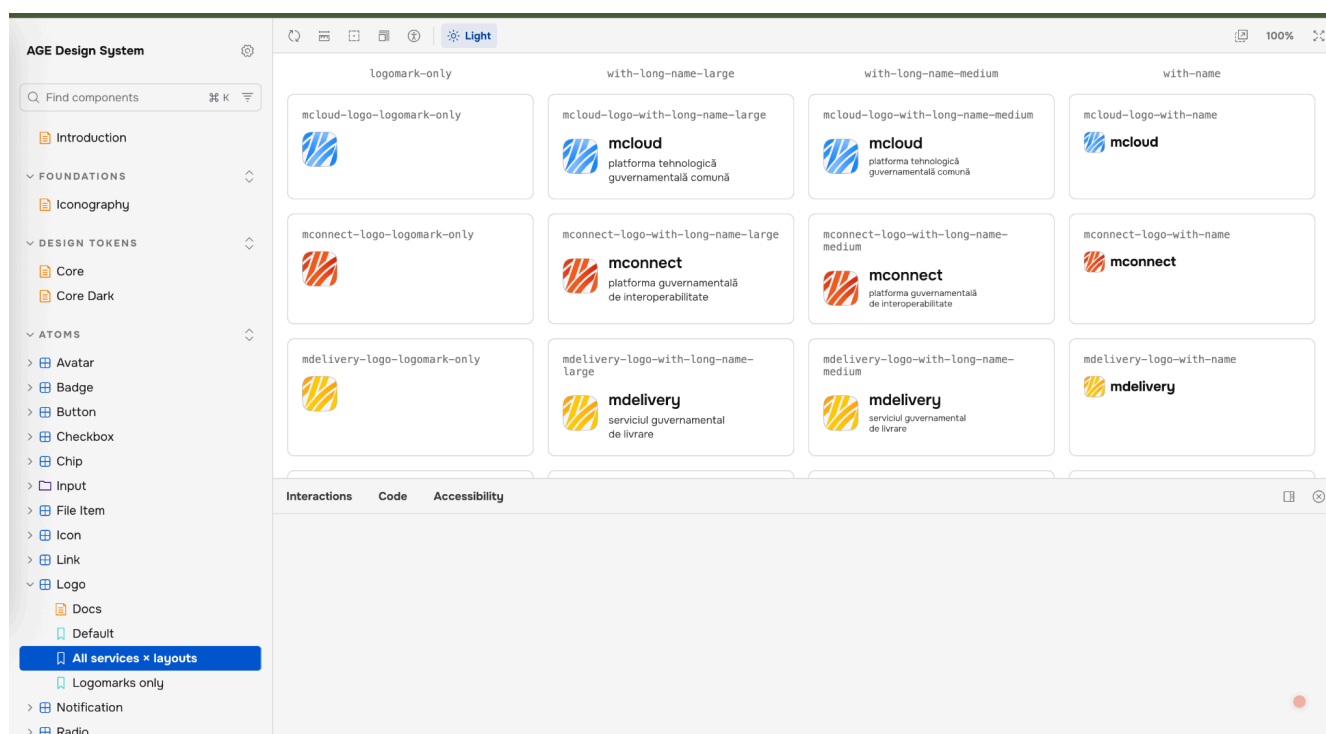 AGE Design System
Find components
⌘ K
Introduction
FOUNDATIONS
Iconography
DESIGN TOKENS
Core
Core Dark
ATOMS
Avatar
Badge
Button
Checkbox
Chip
Input
File Item
Icon
Link
Logo
Docs
Default
All services × layouts
Logomarks only
Notification
Radio
Light
100%
logomark-only
with-long-name-large
with-long-name-medium
with-name
mcloud-logo-logomark-only
mcloud-logo-with-long-name-large
mcloud
platforma tehnologică
guvernamentală comună
mcloud-logo-with-long-name-medium
mcloud
platforma tehnologică
guvernamentală comună
mcloud-logo-with-name
mcloud
mconnect-logo-logomark-only
mconnect-logo-with-long-name-large
mconnect
platforma guvernamentală
de interoperabilitate
mconnect-logo-with-long-name-
medium
mconnect
platforma guvernamentală
de interoperabilitate
mconnect-logo-with-name
mconnect
mdelivery-logo-logomark-only
mdelivery-logo-with-long-name-
large
mdelivery
serviciul guvernamental
de livrare
mdelivery-logo-with-long-name-
medium
mdelivery
serviciul guvernamental
de livrare
mdelivery-logo-with-name
mdelivery
Interactions
Code
Accessibility